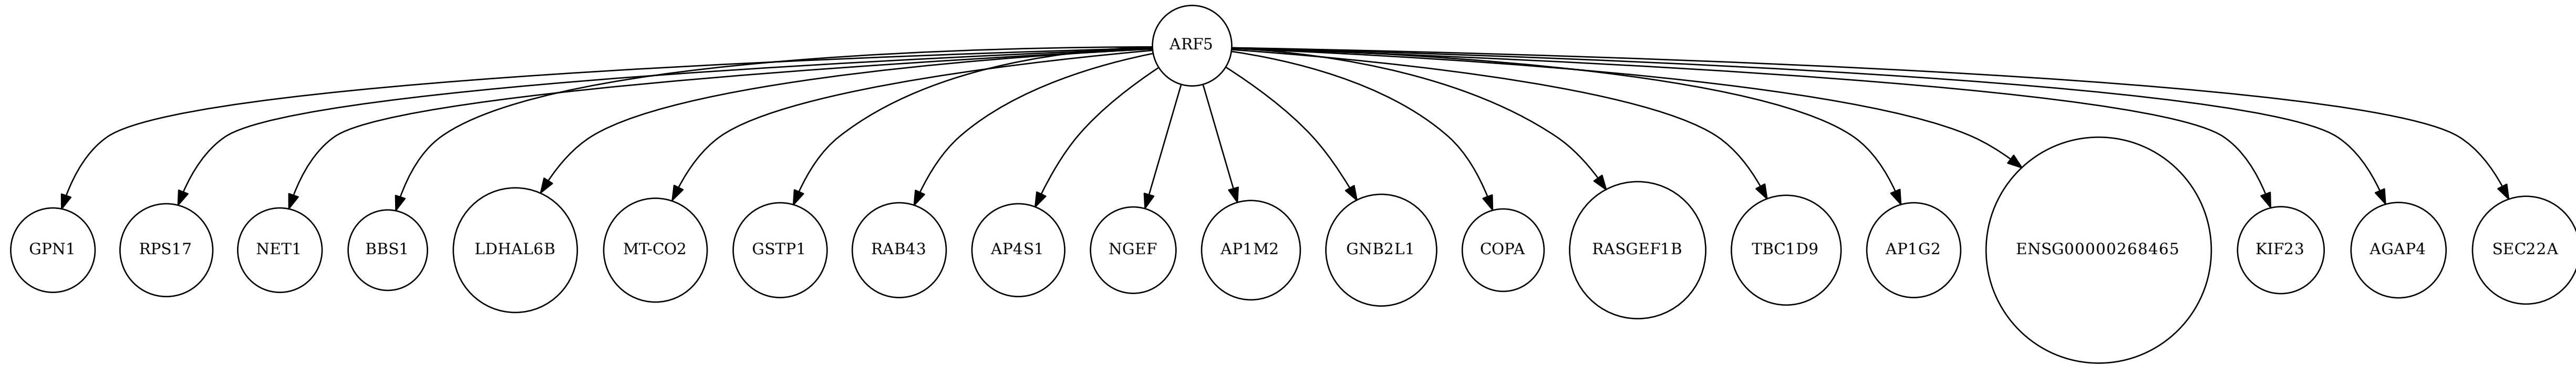 ARF5
GPN1
RPS17
NET1
BBS1
LDHAL6B
MT-CO2
GSTP1
RAB43
AP4S1
NGEF
AP1M2
GNB2L1
COPA
RASGEF1B
TBC1D9
AP1G2
ENSG00000268465
KIF23
AGAP4
SEC22A